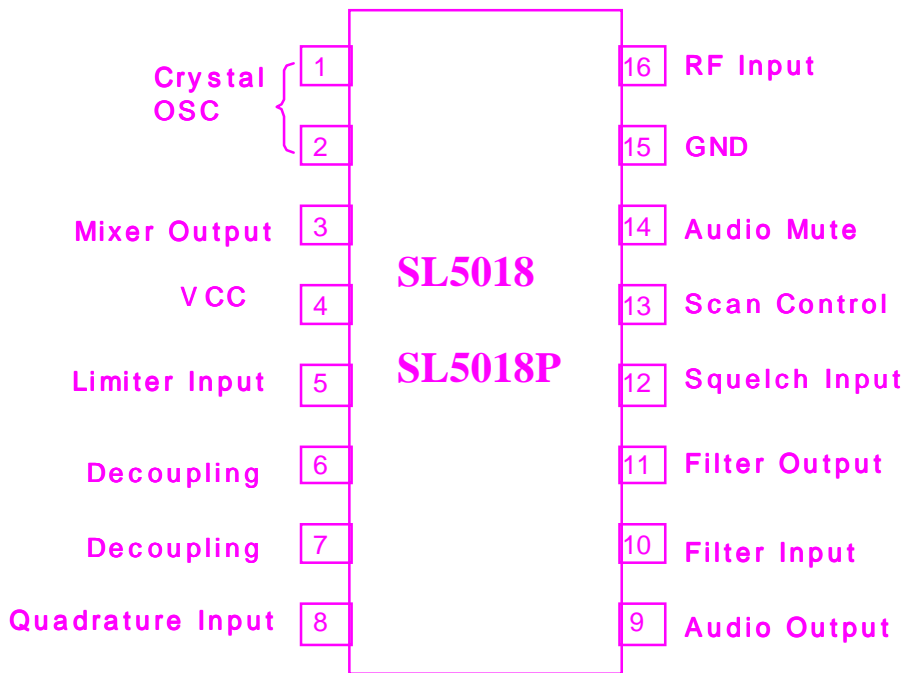 Crystal
OSC
1
2
Mixer Output 3
VCC 4
Limiter Input 5
Decoupling 6
Decoupling 7
Quadrature Input 8
SL5018
SL5018P
16 RF Input
15 GND
14 Audio Mute
13 Scan Control
12 Squelch Input
11 Filter Output
10 Filter Input
9 Audio Output